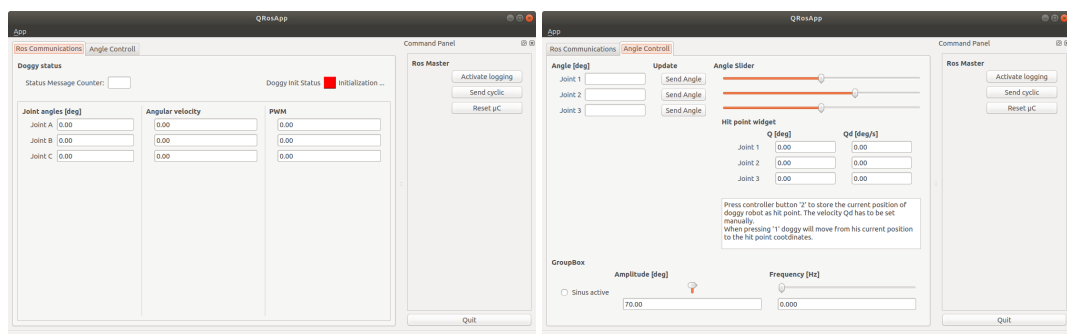 QRosApp
App
Ros Communications Angle Controll
Doggy status
Status Message Counter:
Doggy Init Status Initialization ...
Joint angles [deg] Angular velocity PWM
Joint A 0.00 0.00 0.00
Joint B 0.00 0.00 0.00
Joint C 0.00 0.00 0.00
Command Panel
Ros Master
Activate logging
Send cyclic
Reset µC
Quit
QRosApp
App
Ros Communications Angle Controll
Angle [deg] Update Angle Slider
Joint 1 Send Angle
Joint 2 Send Angle
Joint 3 Send Angle
Hit point widget
Q [deg] Qd [deg/s]
Joint 1 0.00 0.00
Joint 2 0.00 0.00
Joint 3 0.00 0.00
Press controller button '2' to store the current position of
doggy robot as hit point. The velocity Qd has to be set
manually.
When pressing '1' doggy will move from his current position
to the hit point cootdinates.
GroupBox
Amplitude [deg] Frequency [Hz]
Sinus active
70.00 0.000
Command Panel
Ros Master
Activate logging
Send cyclic
Reset µC
Quit